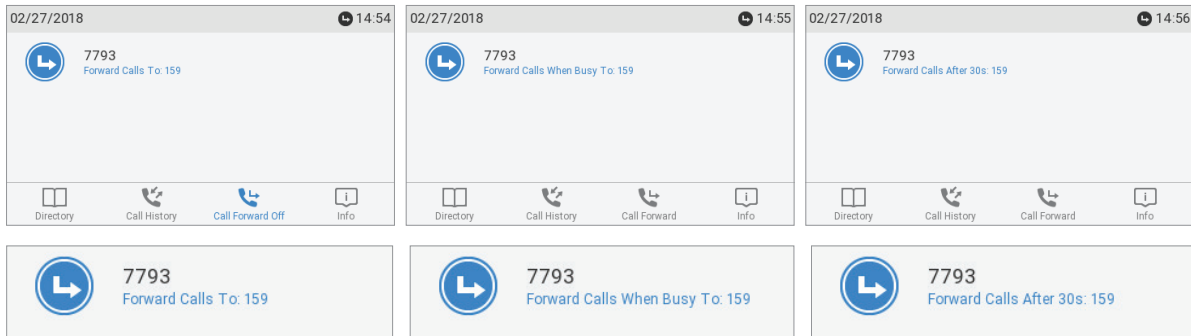 02/27/2018 14:54
7793
Forward Calls To: 159
Directory Call History Call Forward Off Info
02/27/2018 14:55
7793
Forward Calls When Busy To: 159
Directory Call History Call Forward Info
02/27/2018 14:56
7793
Forward Calls After 30s: 159
Directory Call History Call Forward Info
7793
Forward Calls To: 159
7793
Forward Calls When Busy To: 159
7793
Forward Calls After 30s: 159